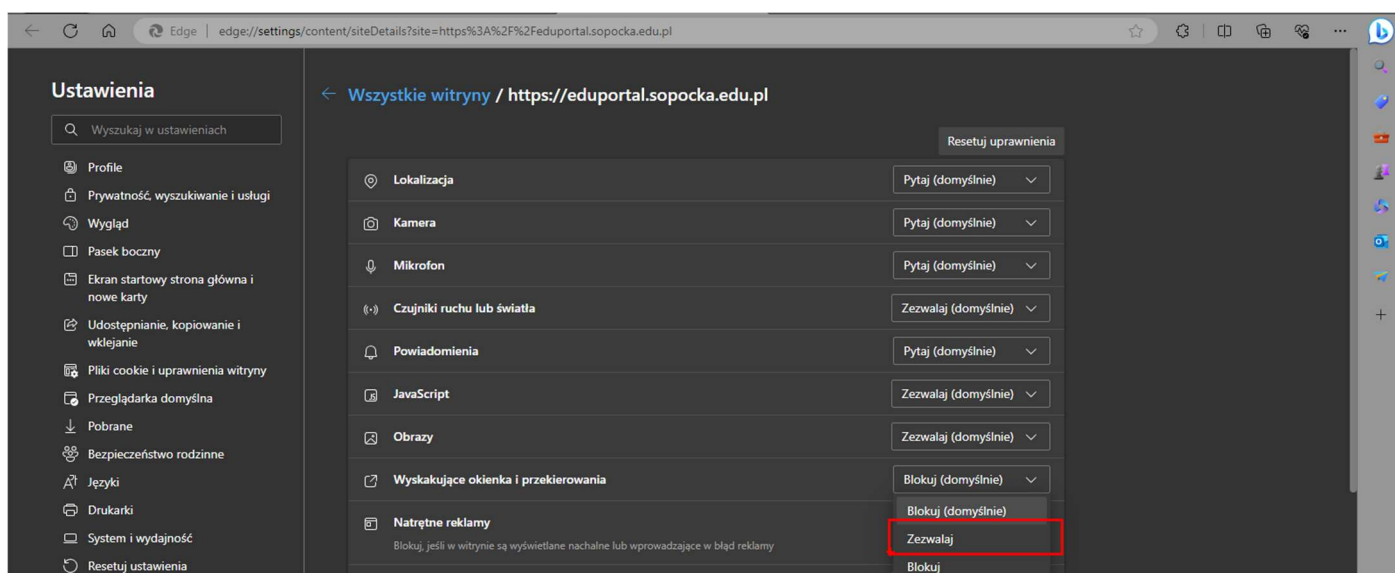 Edge | edge://settings/content/siteDetails?site=https%3A%2F%2Feduportal.sopocka.edu.pl
Ustawienia
Wyszukaj w ustawieniach
Profile
Prywatność, wyszukiwanie i usługi
Wygląd
Pasek boczny
Ekran startowy strona główna i
nowe karty
Udostępnianie, kopiowanie i
wklejanie
Pliki cookie i uprawnienia witryny
Przeglądarka domyślna
Pobrane
Bezpieczeństwo rodzinne
Języki
Drukarki
System i wydajność
Resetuj ustawienia
Wszystkie witryny / https://eduportal.sopocka.edu.pl
Resetuj uprawnienia
Lokalizacja Pytaj (domyślnie)
Kamera Pytaj (domyślnie)
Mikrofon Pytaj (domyślnie)
Czujniki ruchu lub światła Zezwalaj (domyślnie)
Powiadomienia Pytaj (domyślnie)
JavaScript Zezwalaj (domyślnie)
Obrazy Zezwalaj (domyślnie)
Wyskakujące okienka i przekierowania Blokuj (domyślnie)
Blokuj (domyślnie)
Natrętne reklamy
Zezwalaj
Blokuj, jeśli w witrynie są wyświetlane nachalne lub wprowadzające w błąd reklamy
Blokuj